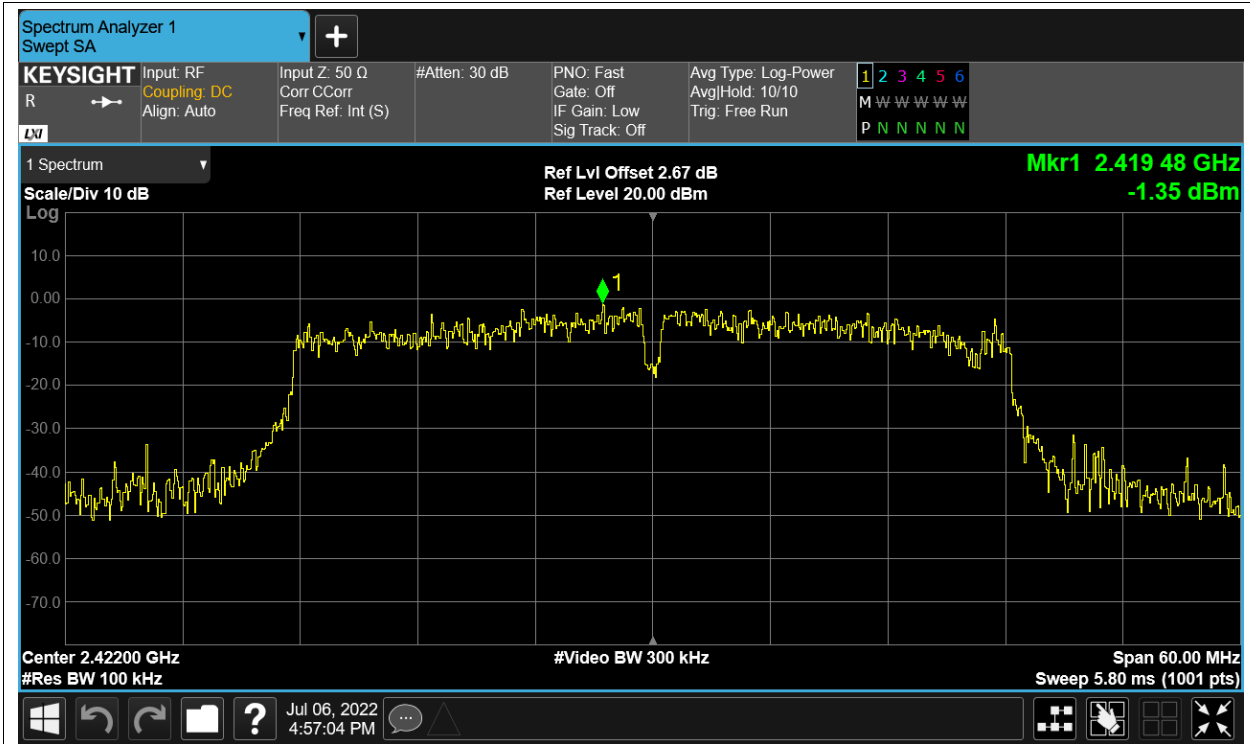 Spectrum Analyzer 1
Swept SA
KEYSIGHT
R
LXI
Input: RF
Coupling: DC
Align: Auto
Input Z: 50 Ω
Corr CCorr
Freq Ref: Int (S)
#Atten: 30 dB
PNO: Fast
Gate: Off
IF Gain: Low
Sig Track: Off
Avg Type: Log-Power
Avg|Hold: 10/10
Trig: Free Run
1 2 3 4 5 6
M W W W W W
P N N N N N
1 Spectrum
Scale/Div 10 dB
Log
Ref Lvl Offset 2.67 dB
Ref Level 20.00 dBm
Mkr1 2.419 48 GHz
-1.35 dBm
1
10.0
0.00
-10.0
-20.0
-30.0
-40.0
-50.0
-60.0
-70.0
Center 2.42200 GHz
#Res BW 100 kHz
#Video BW 300 kHz
Span 60.00 MHz
Sweep 5.80 ms (1001 pts)
?
Jul 06, 2022
4:57:04 PM